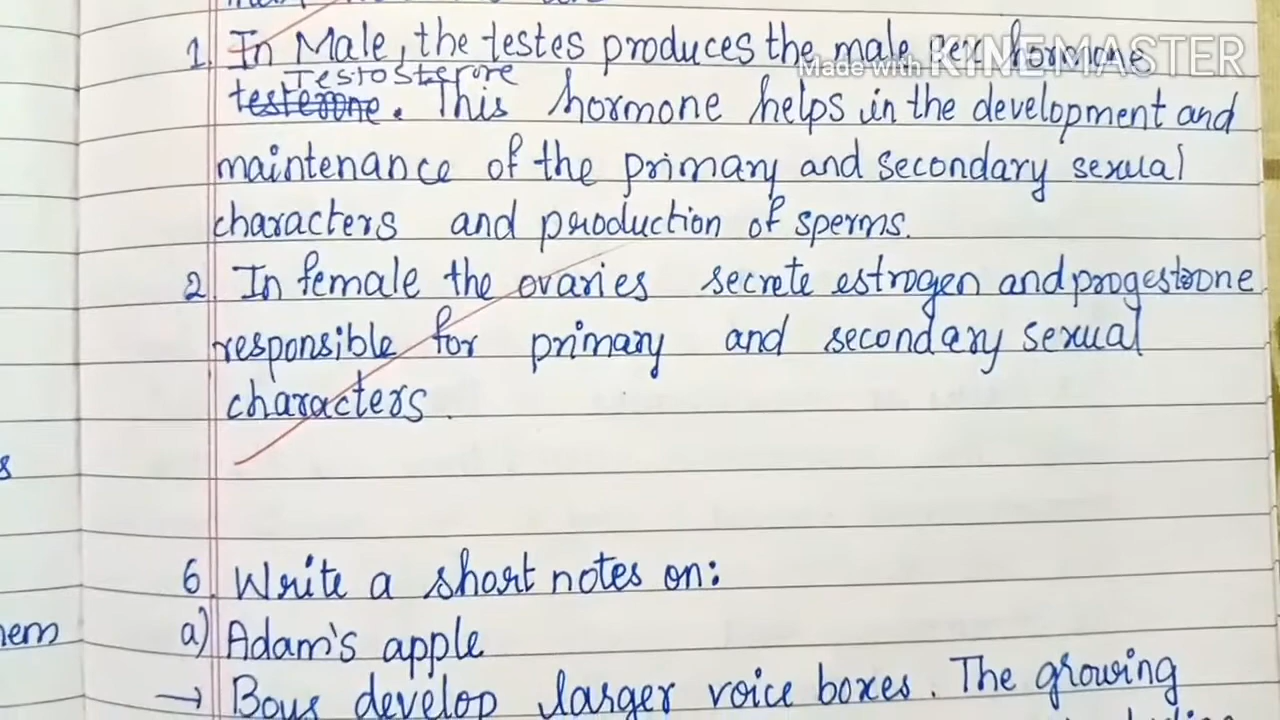 1. In Male, the testes produces the male sex hormone
Testosterone
testerone. This hormone helps in the development and
maintenance of the primary and secondary sexual
characters and production of sperms.
2. In female the ovaries secrete estrogen and progesterone
responsible for primary and secondary sexual
characters.
s
6. Write a short notes on:
hem
a) Adam's apple
→ Boys develop larger voice boxes. The growing
Made with KINEMASTER